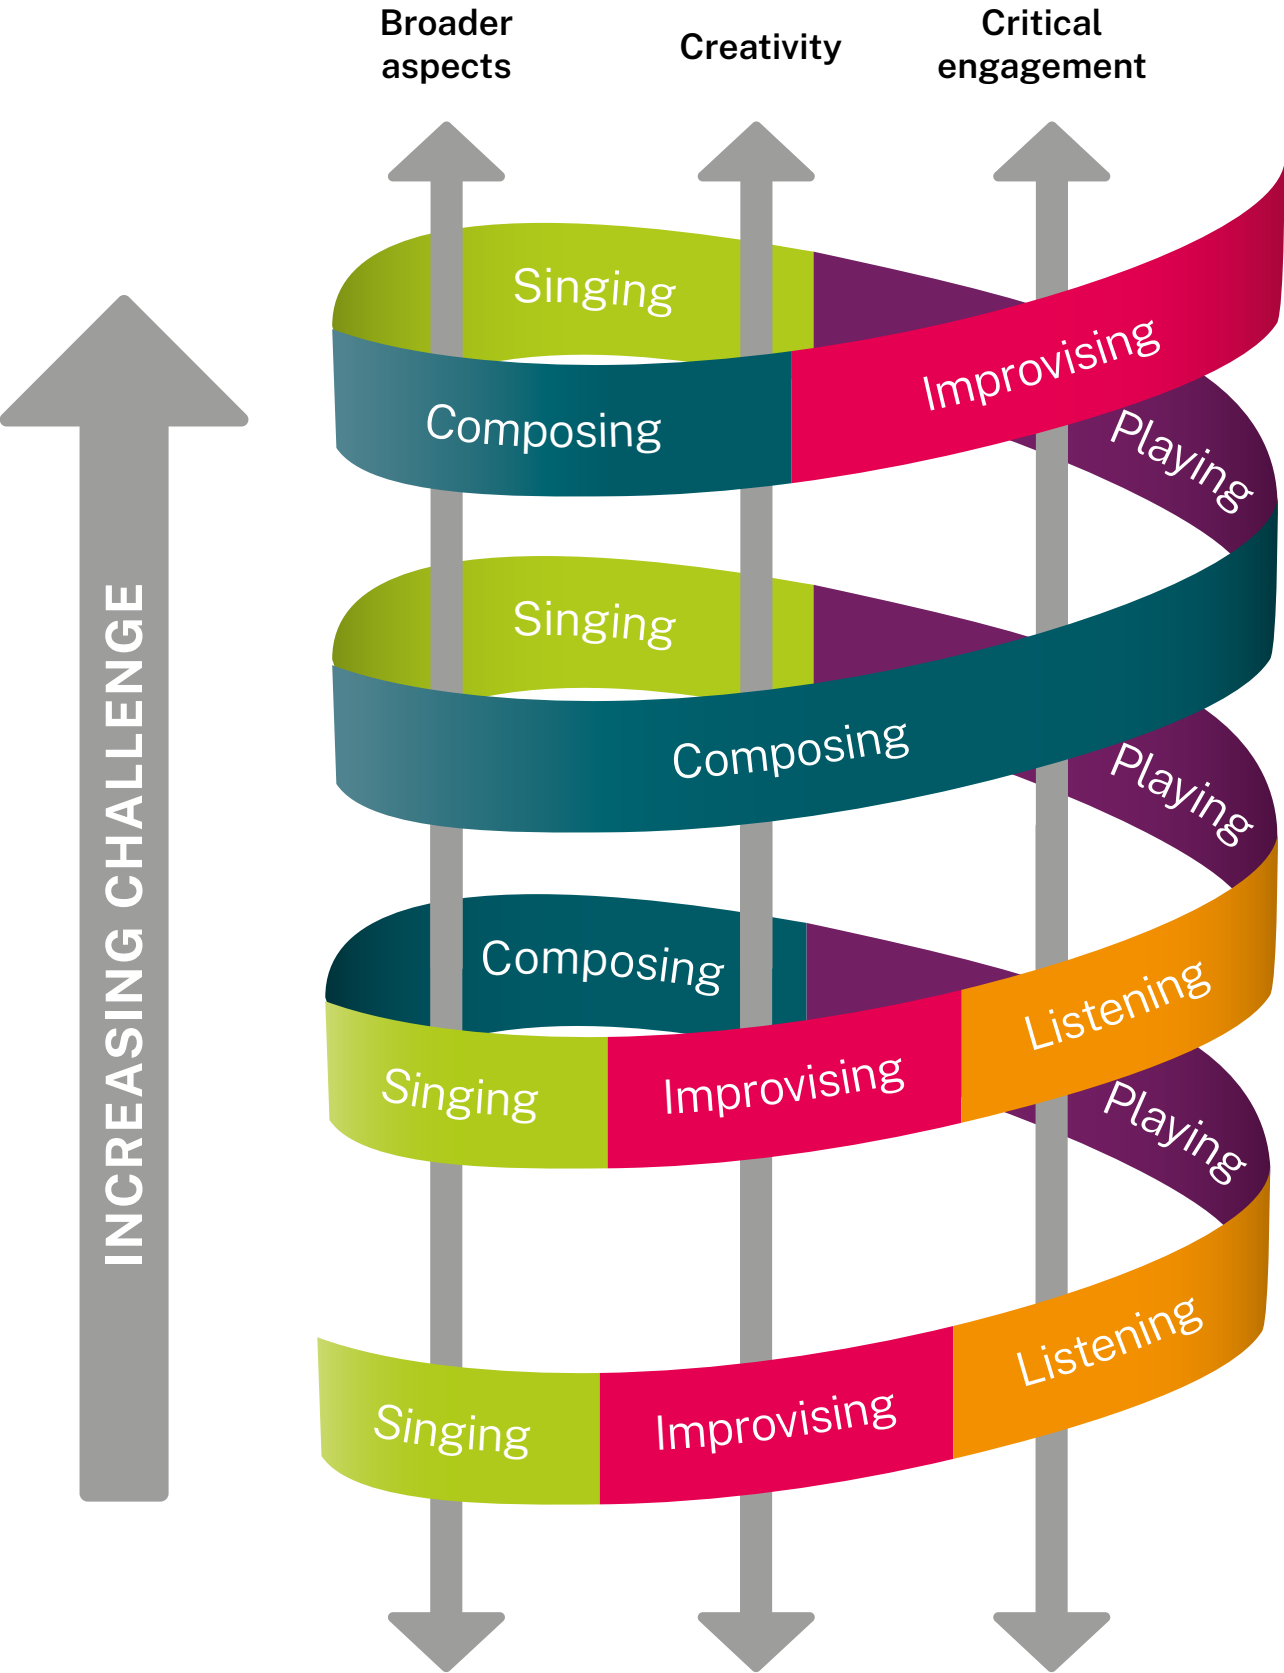 Broader
aspects
Creativity
Critical
engagement
INCREASING CHALLENGE
Singing
Improvising
Composing
Playing
Singing
Composing
Playing
Composing
Listening
Singing
Improvising
Playing
Listening
Singing
Improvising